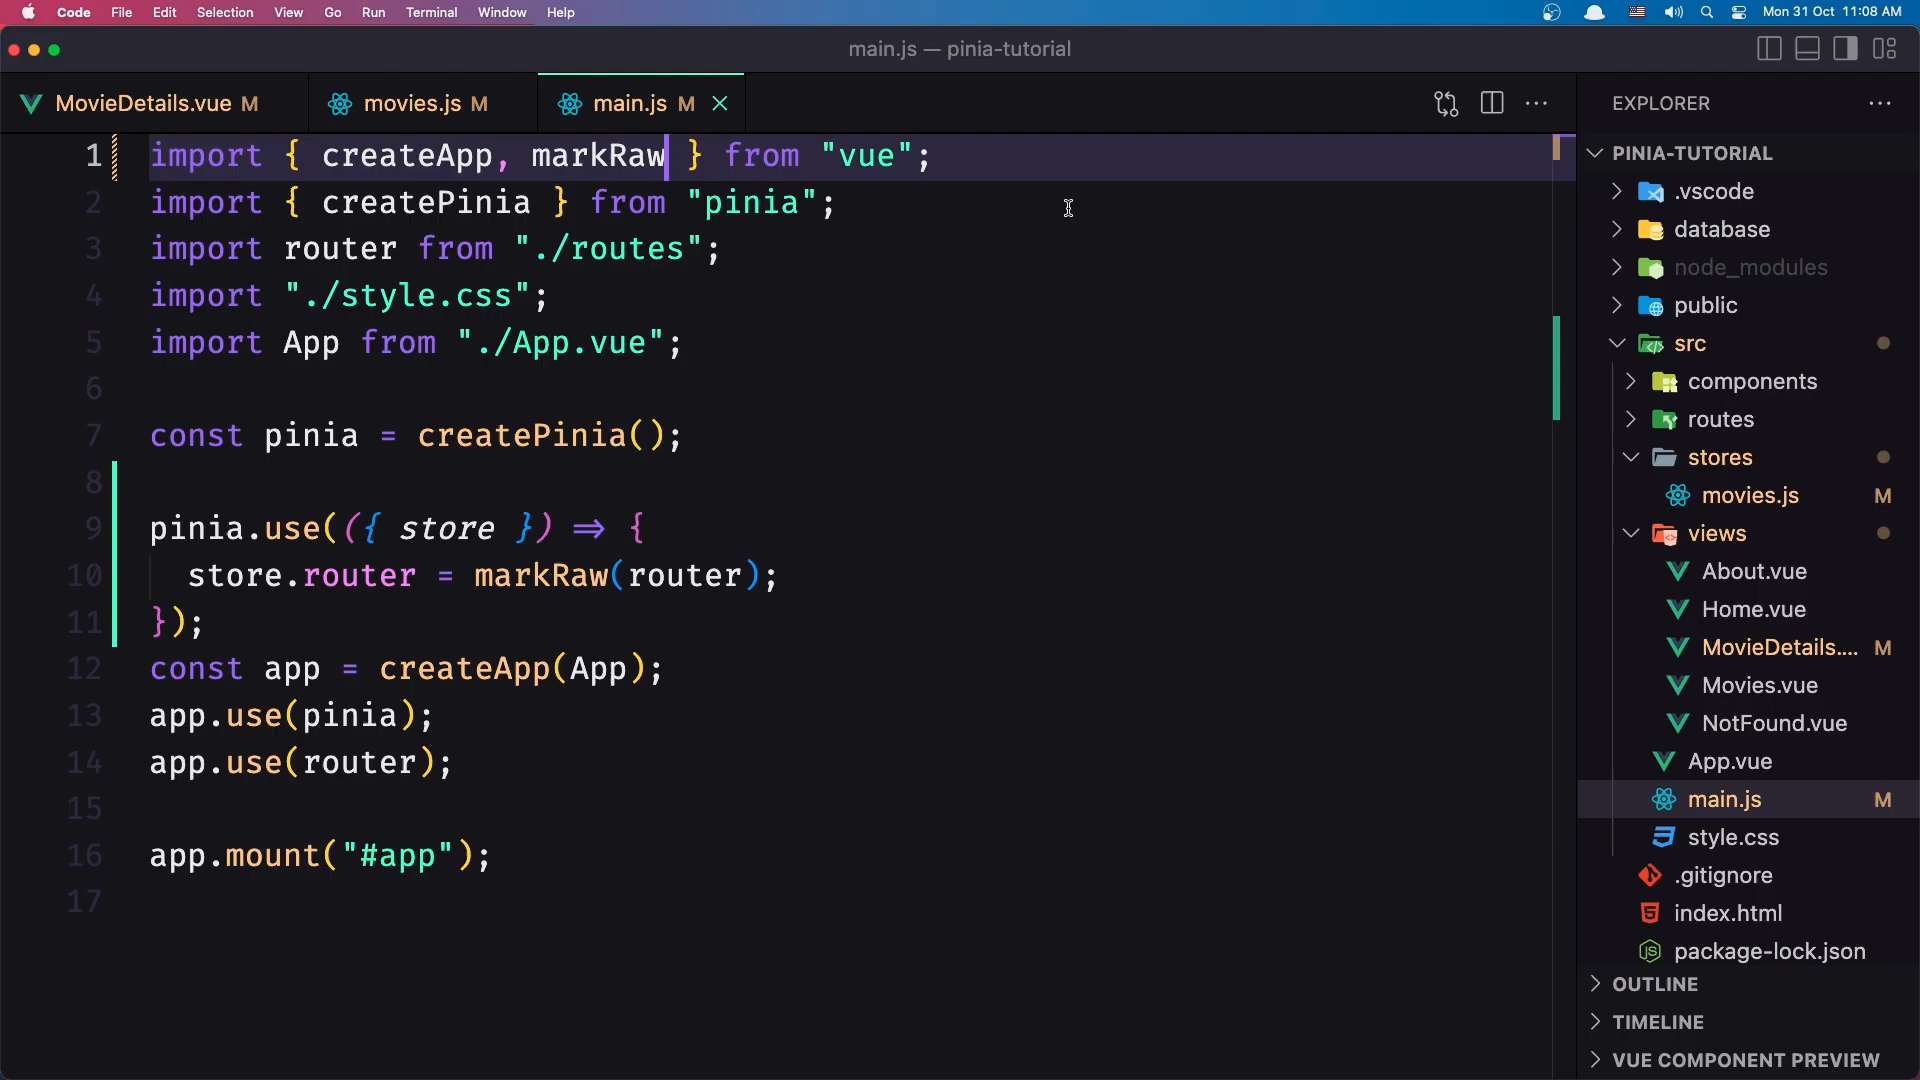 Code File Edit Selection View Go Run Terminal Window Help Mon 31 Oct 11:08 AM
main.js — pinia-tutorial
MovieDetails.vue M movies.js M main.js M
1 import { createApp, markRaw } from "vue";
2 import { createPinia } from "pinia";
3 import router from "./routes";
4 import "./style.css";
5 import App from "./App.vue";
6
7 const pinia = createPinia();
8
9 pinia.use(({ store }) => {
10 store.router = markRaw(router);
11 });
12 const app = createApp(App);
13 app.use(pinia);
14 app.use(router);
15
16 app.mount("#app");
17
EXPLORER
PINIA-TUTORIAL
.vscode
database
node_modules
public
src
components
routes
stores
movies.js M
views
About.vue
Home.vue
MovieDetails.... M
Movies.vue
NotFound.vue
App.vue
main.js M
style.css
.gitignore
index.html
package-lock.json
OUTLINE
TIMELINE
VUE COMPONENT PREVIEW